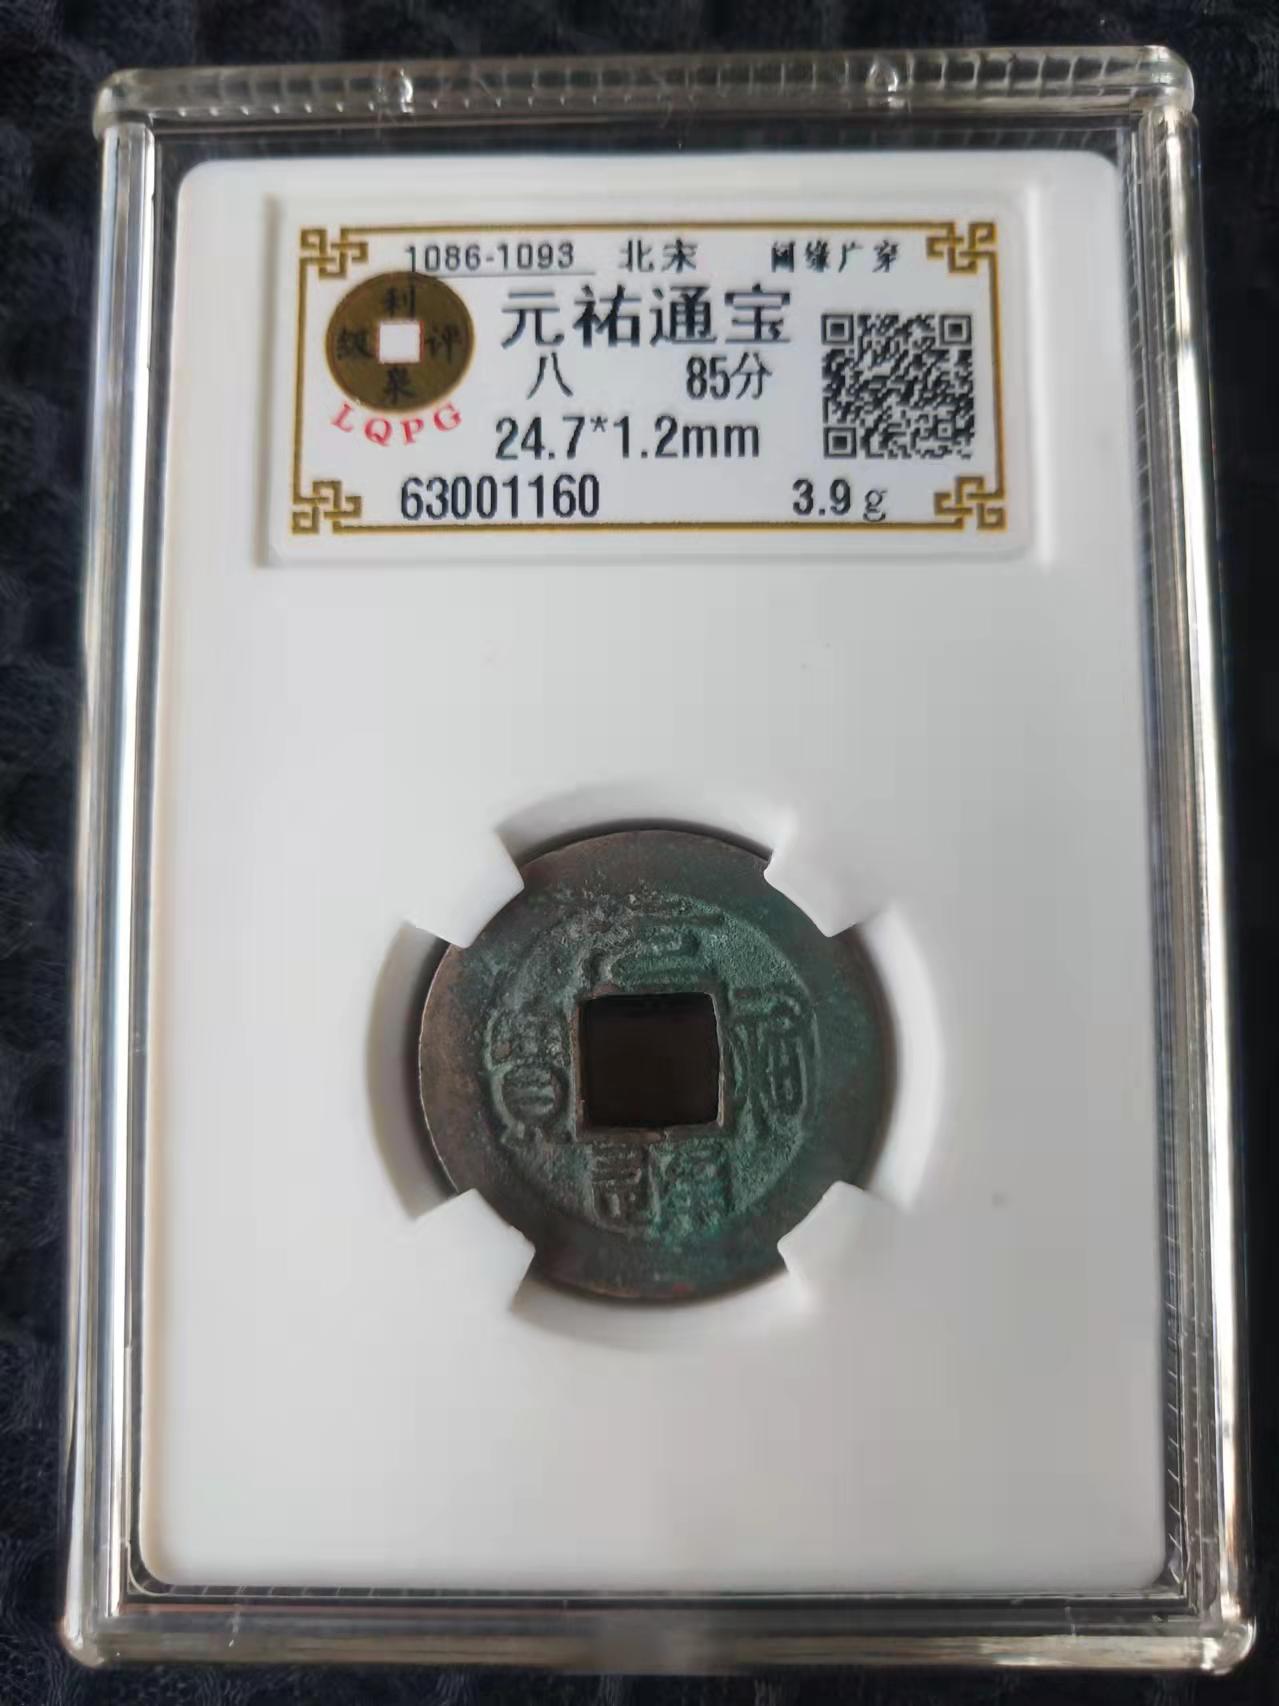 1086-1093 北宋 阔缘广穿
利泉评级
LQPG
元祐通宝
八 85分
24.7*1.2mm
63001160 3.9g
元祐通寶